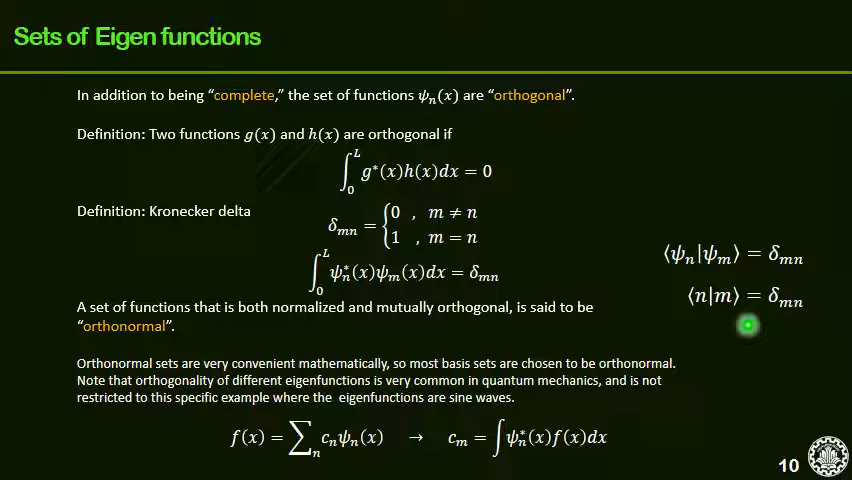 Sets of Eigen functions
In addition to being “complete,” the set of functions ψₙ(x) are “orthogonal”.
Definition: Two functions g(x) and h(x) are orthogonal if
∫₀ᴸ g*(x)h(x)dx = 0
Definition: Kronecker delta
δₘₙ = {0 , m ≠ n
1 , m = n
∫₀ᴸ ψₙ*(x)ψₘ(x)dx = δₘₙ
⟨ψₙ|ψₘ⟩ = δₘₙ
⟨n|m⟩ = δₘₙ
A set of functions that is both normalized and mutually orthogonal, is said to be
“orthonormal”.
Orthonormal sets are very convenient mathematically, so most basis sets are chosen to be orthonormal.
Note that orthogonality of different eigenfunctions is very common in quantum mechanics, and is not
restricted to this specific example where the eigenfunctions are sine waves.
f(x) = ∑ₙ cₙψₙ(x) → cₘ = ∫ψₙ*(x)f(x)dx
10